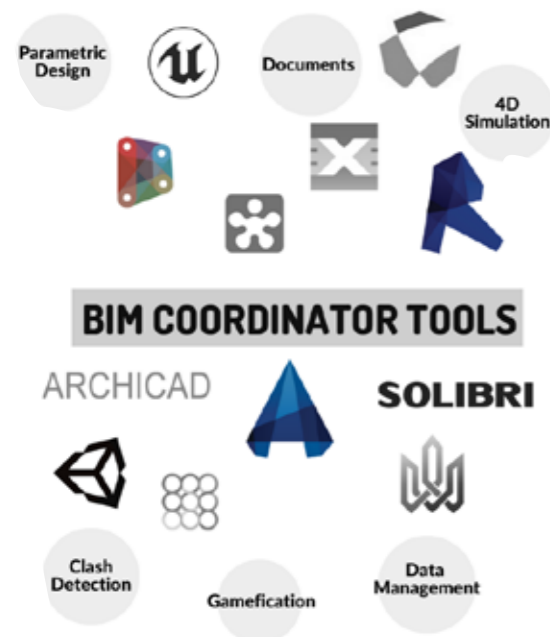 Parametric
Design
Documents
4D
Simulation
BIM COORDINATOR TOOLS
ARCHICAD
SOLIBRI
Clash
Detection
Gamefication
Data
Management